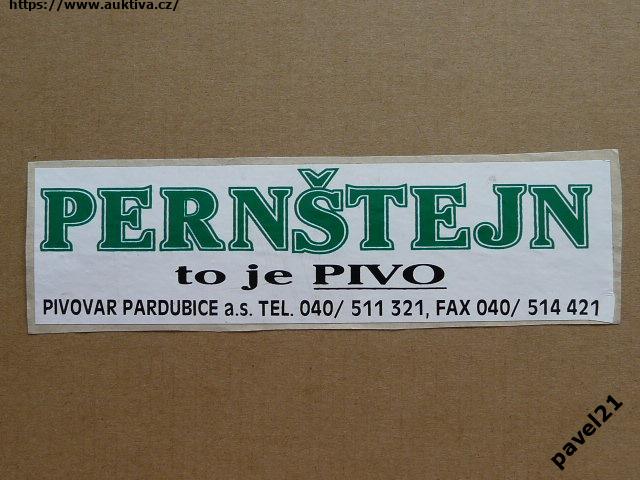 https://www.auktiva.cz/
PERNŠTEJN
to je PIVO
PIVOVAR PARDUBICE a.s. TEL. 040/ 511 321, FAX 040/ 514 421
pavel21